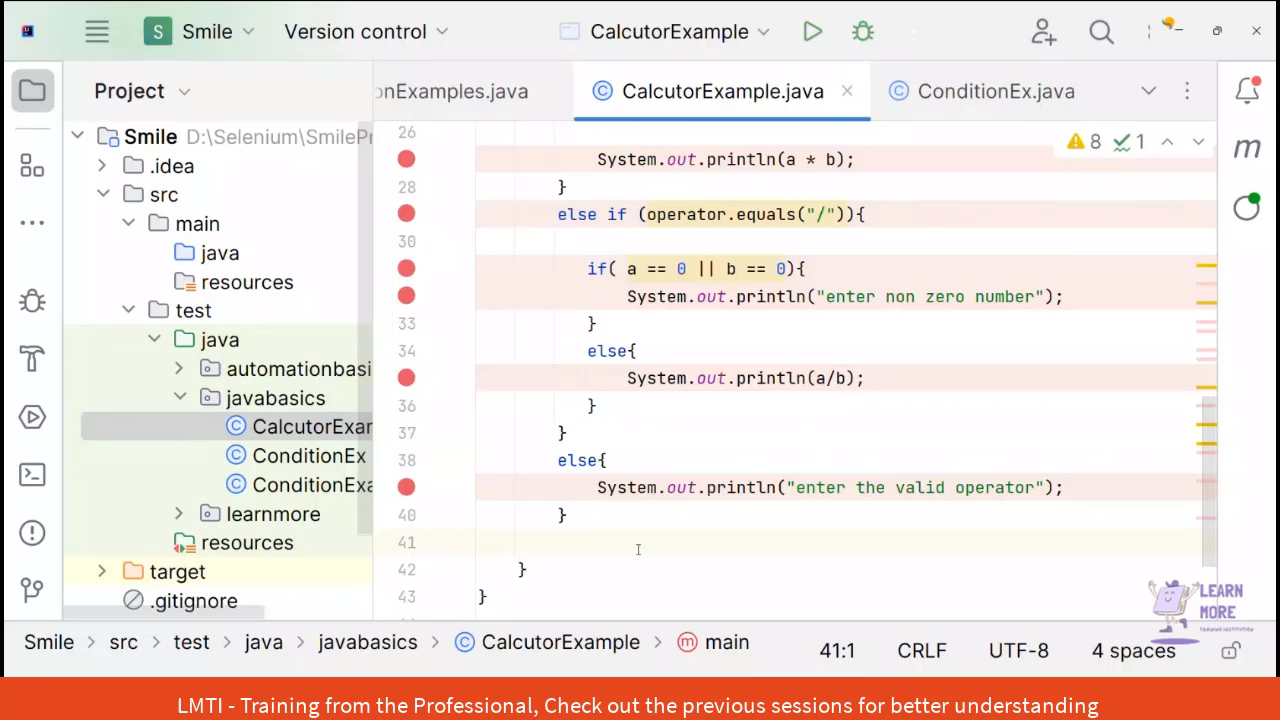 S Smile Version control CalcutorExample
Project
onExamples.java CalcutorExample.java ConditionEx.java
Smile D:\Selenium\SmilePr
.idea
src
main
java
resources
test
java
automationbasi
javabasics
CalcutorExam
ConditionEx
ConditionExa
learnmore
resources
target
.gitignore
8 1
m
26
System.out.println(a * b);
28 }
else if (operator.equals("/")){
30
if( a == 0 || b == 0){
System.out.println("enter non zero number");
33 }
34 else{
System.out.println(a/b);
36 }
37 }
38 else{
System.out.println("enter the valid operator");
40 }
41
42 }
43 }
LEARN
MORE
Smile > src > test > java > javabasics > CalcutorExample > m main
41:1 CRLF UTF-8 4 spaces
LMTI - Training from the Professional, Check out the previous sessions for better understanding